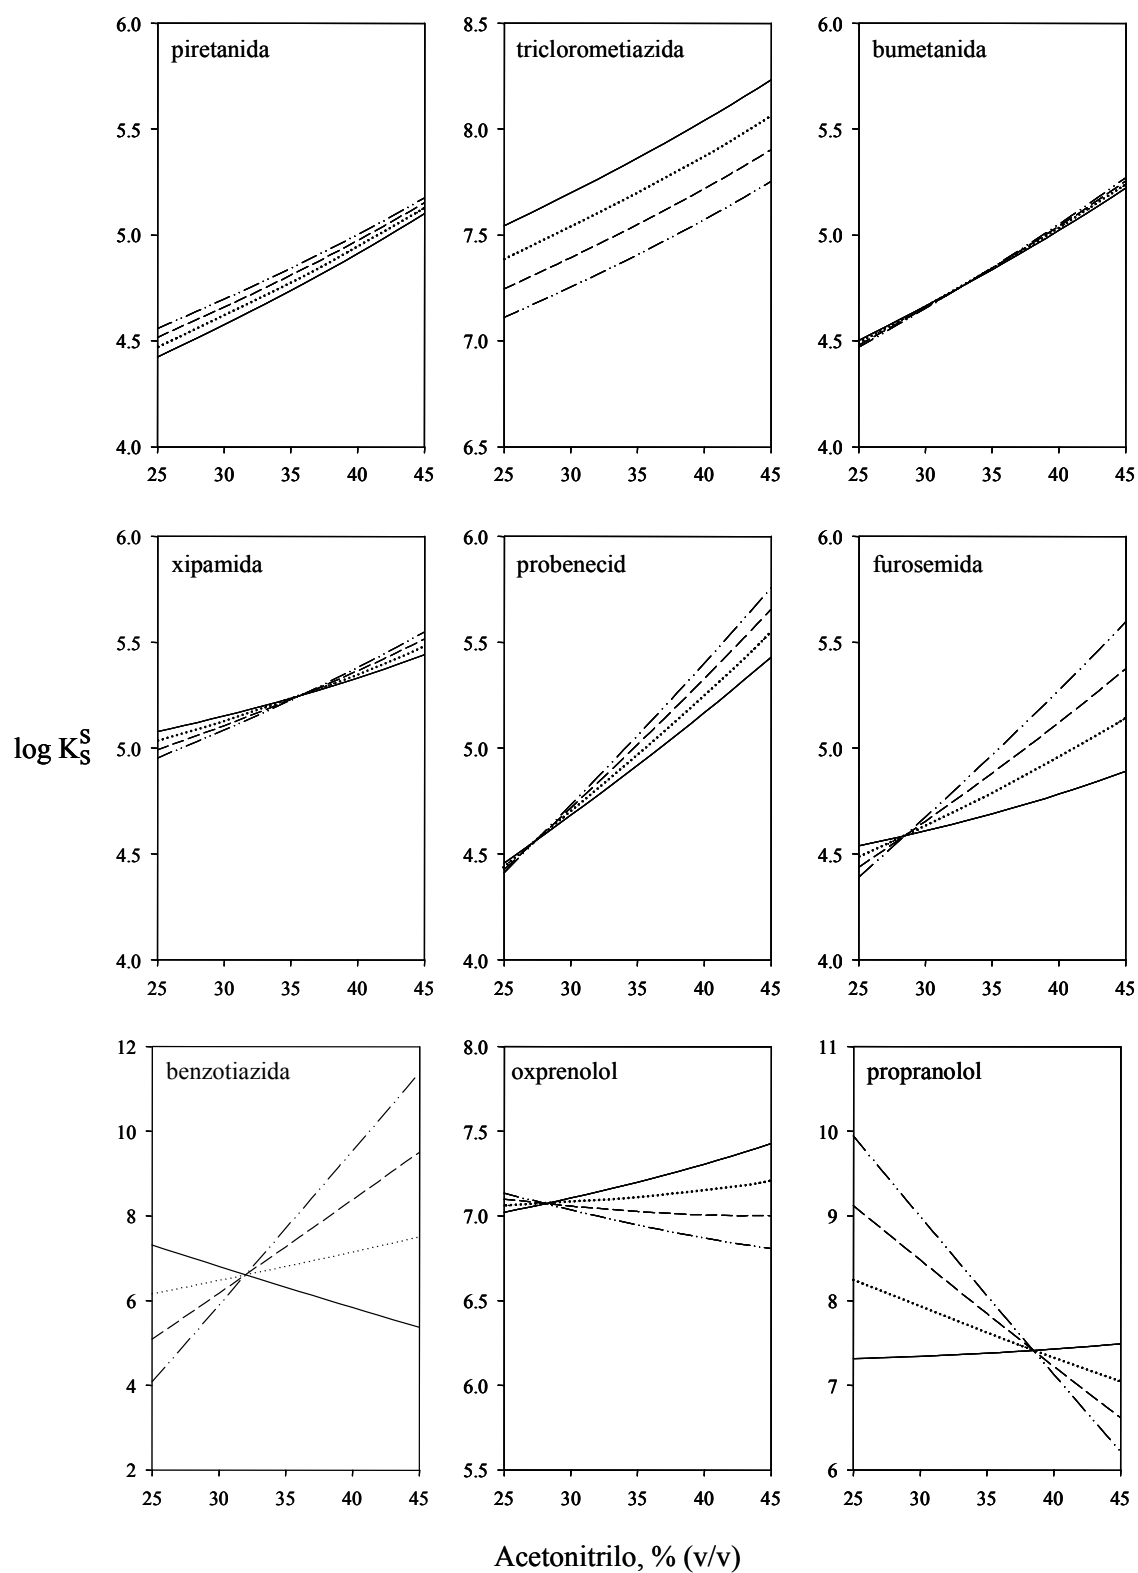 piretanida
6.0
5.5
5.0
4.5
4.0
25 30 35 40 45
triclorometiazida
8.5
8.0
7.5
7.0
6.5
25 30 35 40 45
bumetanida
6.0
5.5
5.0
4.5
4.0
25 30 35 40 45
xipamida
6.0
5.5
5.0
4.5
4.0
25 30 35 40 45
probenecid
6.0
5.5
5.0
4.5
4.0
25 30 35 40 45
furosemida
6.0
5.5
5.0
4.5
4.0
25 30 35 40 45
log K^S_S
benzotiazida
12
10
8
6
4
2
25 30 35 40 45
oxprenolol
8.0
7.5
7.0
6.5
6.0
5.5
25 30 35 40 45
propranolol
11
10
9
8
7
6
25 30 35 40 45
Acetonitrilo, % (v/v)